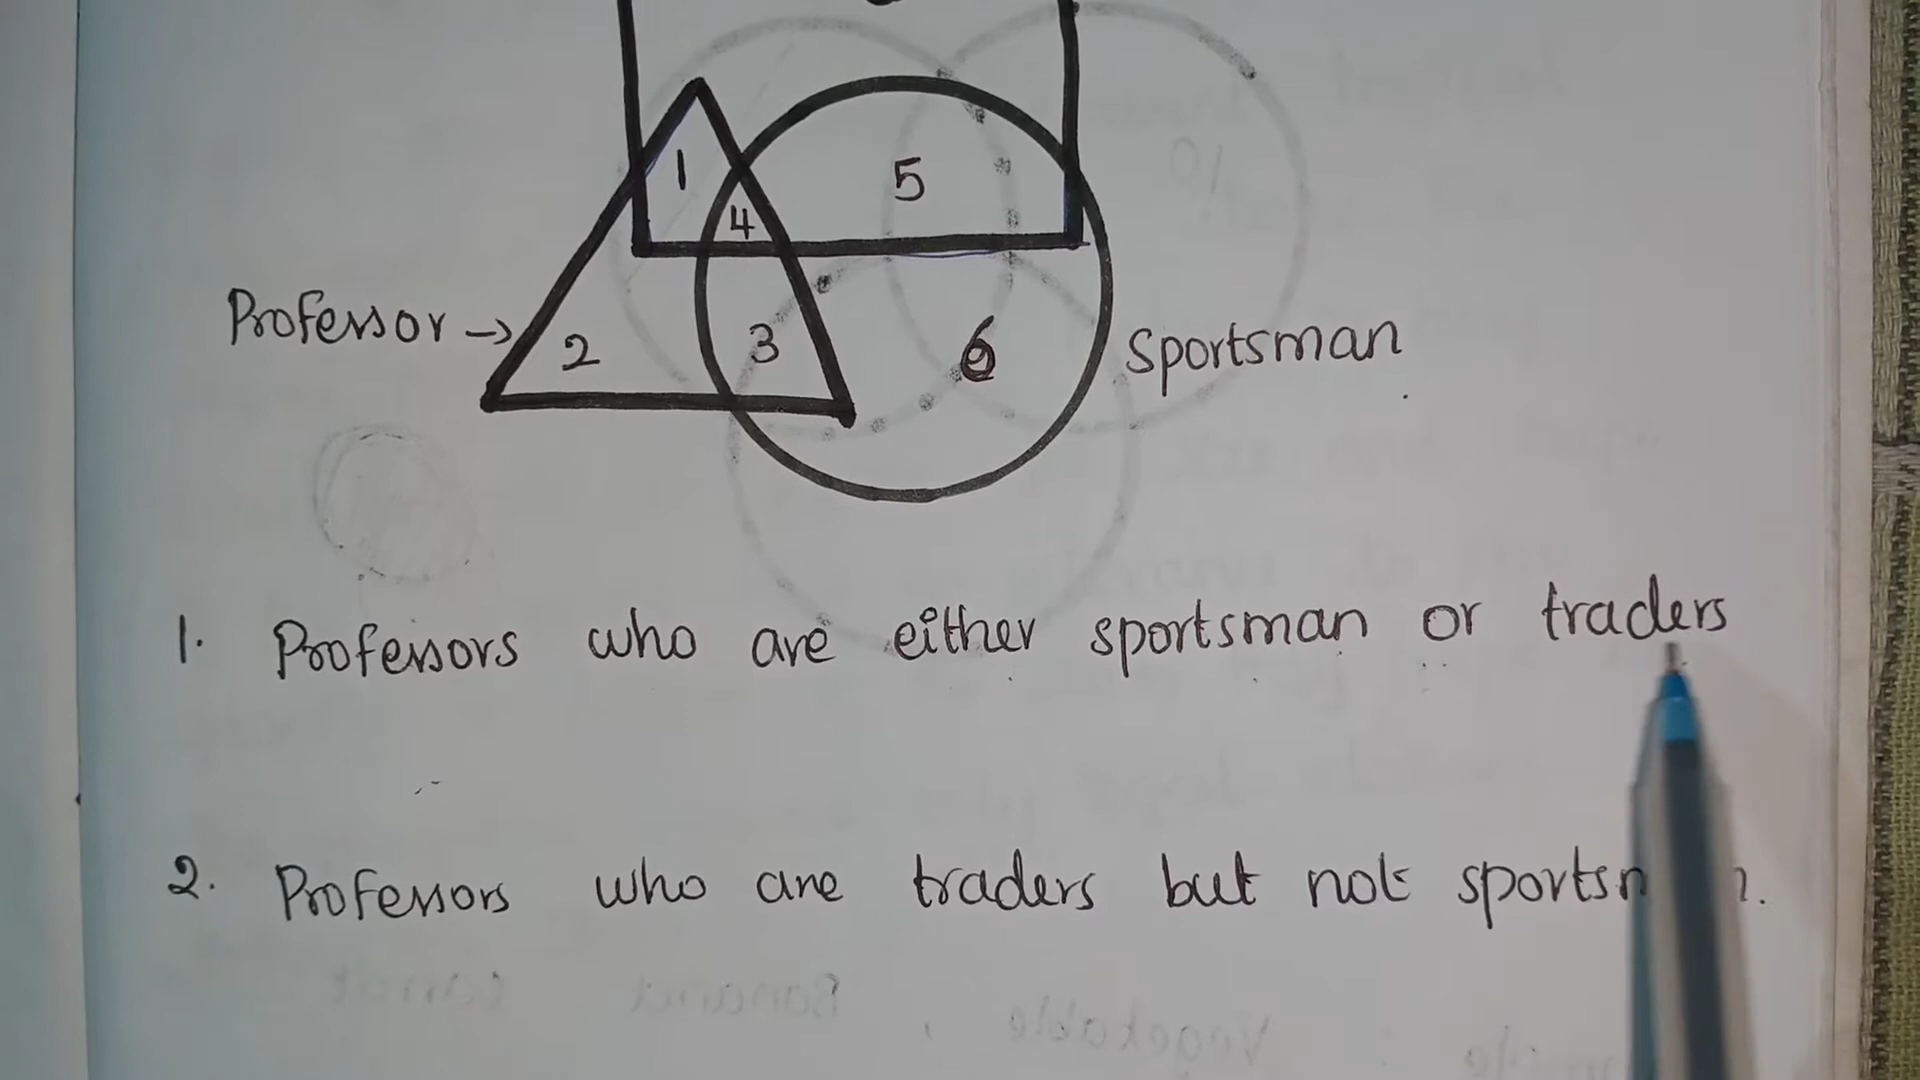 1
5
4
Professor → 2 3 6 Sportsman
1. Professors who are either sportsman or traders
2. Professors who are traders but not